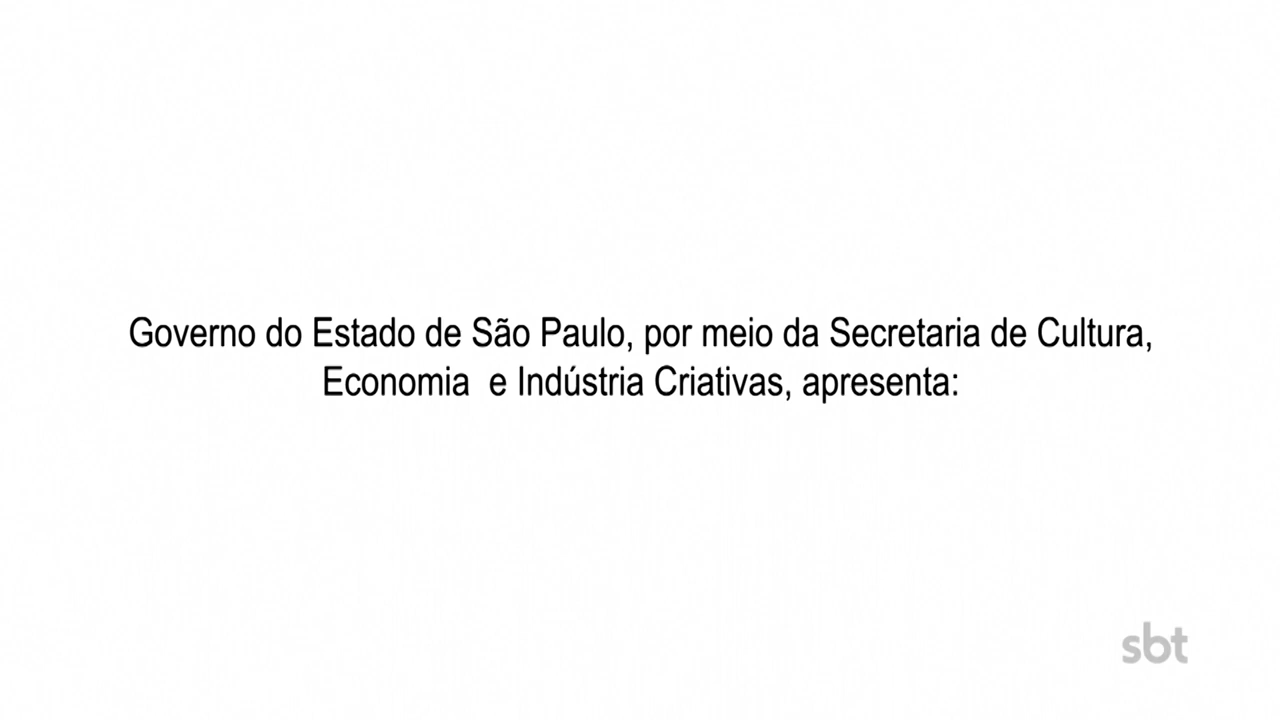 Governo do Estado de São Paulo, por meio da Secretaria de Cultura,
Economia  e Indústria Criativas, apresenta:
sbt